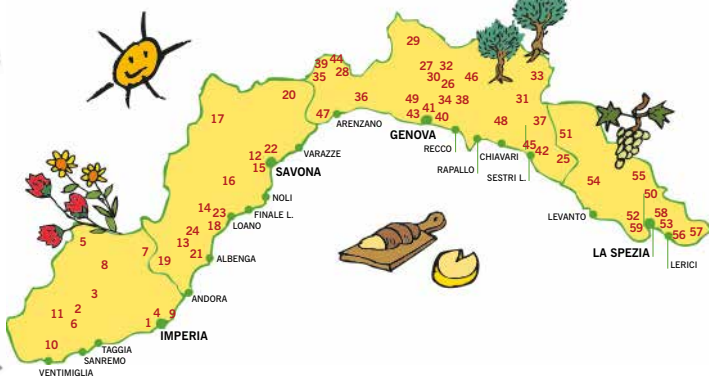 29
39 44
35 28
27 32
30
26
46
33
20
36
49
34 38
31
17
47
ARENZANO
43
41
40
48
37
GENOVA
51
RECCO
45
42
CHIAVARI
25
RAPALLO
SESTRI L.
22
12
15
VARAZZE
SAVONA
16
54
55
50
NOLI
14 23
18
FINALE L.
LOANO
LEVANTO
52
59
58
53
56
57
LA SPEZIA
LERICI
5
7
24
13
21
19
ALBENGA
8
3
ANDORA
11
2
6
4
9
1
IMPERIA
10
TAGGIA
SANREMO
VENTIMIGLIA